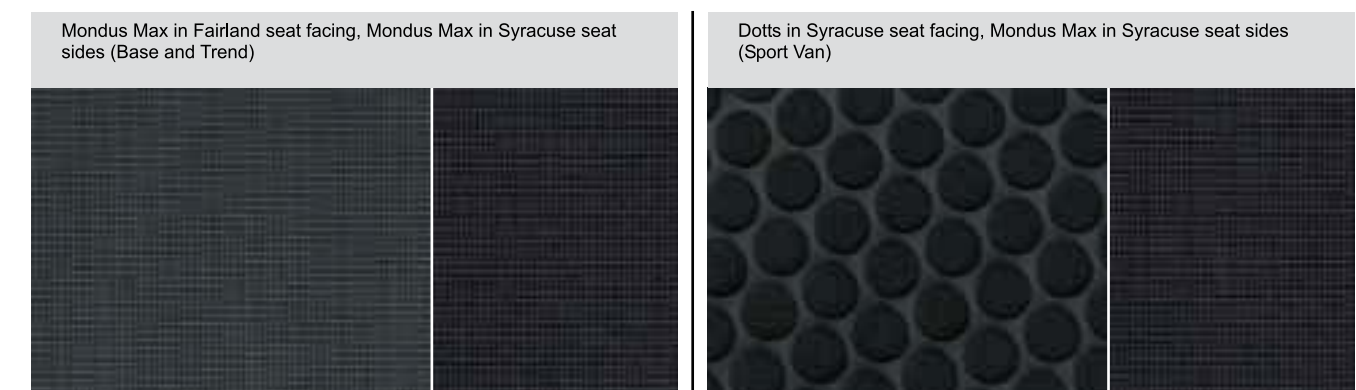 Mondus Max in Fairland seat facing, Mondus Max in Syracuse seat
sides (Base and Trend)
Dotts in Syracuse seat facing, Mondus Max in Syracuse seat sides
(Sport Van)